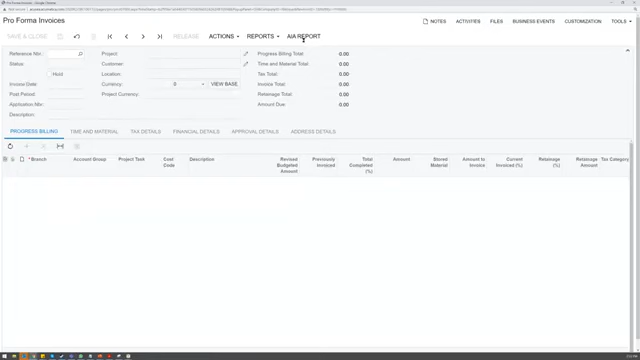 Pro Forma Invoices
NOTES ACTIVITIES FILES BUSINESS EVENTS CUSTOMIZATION TOOLS
SAVE & CLOSE RELEASE ACTIONS REPORTS AIA REPORT
Reference Nbr.: Project: Progress Billing Total: 0.00
Status: Customer: Time and Material Total: 0.00
Hold Location: Tax Total: 0.00
Invoice Date: Currency: 0 VIEW BASE Invoice Total: 0.00
Post Period: Project Currency: Retainage Total: 0.00
Application Nbr. Amount Due: 0.00
Description:
PROGRESS BILLING TIME AND MATERIAL TAX DETAILS FINANCIAL DETAILS APPROVAL DETAILS ADDRESS DETAILS
* Branch Account Group Project Task Cost Code Description Revised Budgeted Amount Previously Invoiced Total Completed (%) Amount Stored Material Amount to Invoice Current Invoiced (%) Retainage (%) Retainage Amount Tax Category